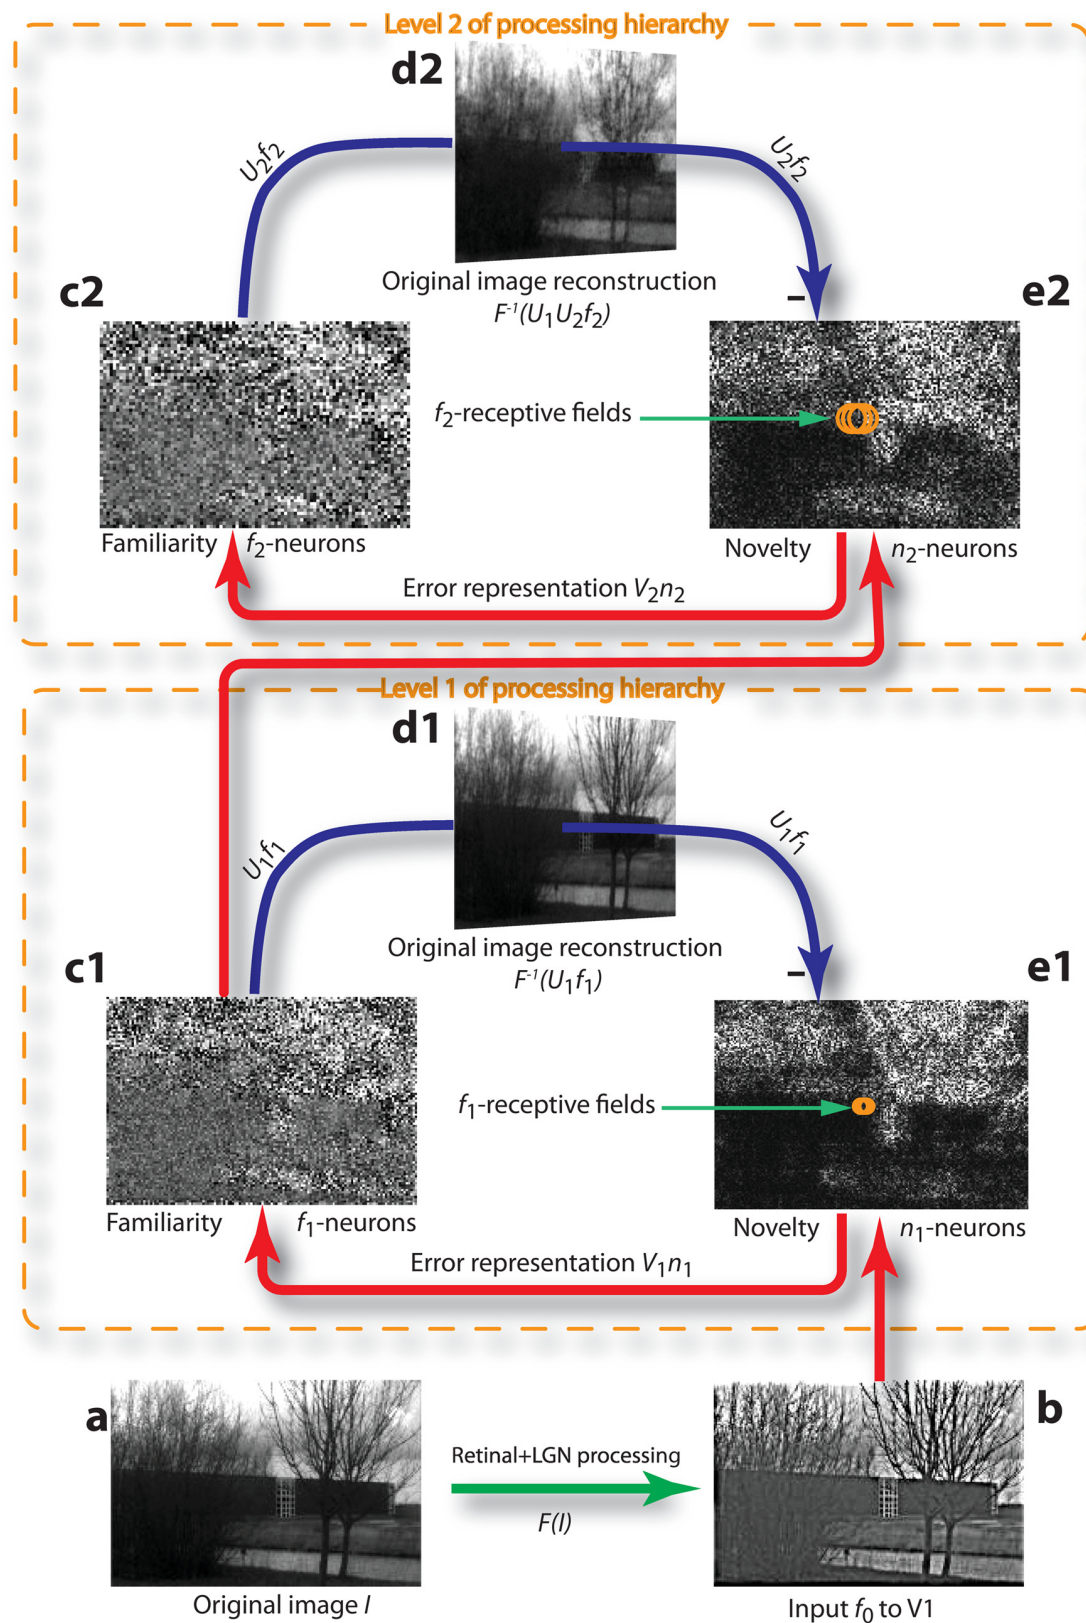 Level 2 of processing hierarchy
d2
U2f2
U2f2
Original image reconstruction
F-1(U1U2f2)
c2
e2
–
f2-receptive fields
Familiarity f2-neurons
Novelty n2-neurons
Error representation V2n2
Level 1 of processing hierarchy
d1
U1f1
U1f1
Original image reconstruction
F-1(U1f1)
c1
e1
–
f1-receptive fields
Familiarity f1-neurons
Novelty n1-neurons
Error representation V1n1
a
b
Retinal+LGN processing
F(I)
Original image I
Input f0 to V1